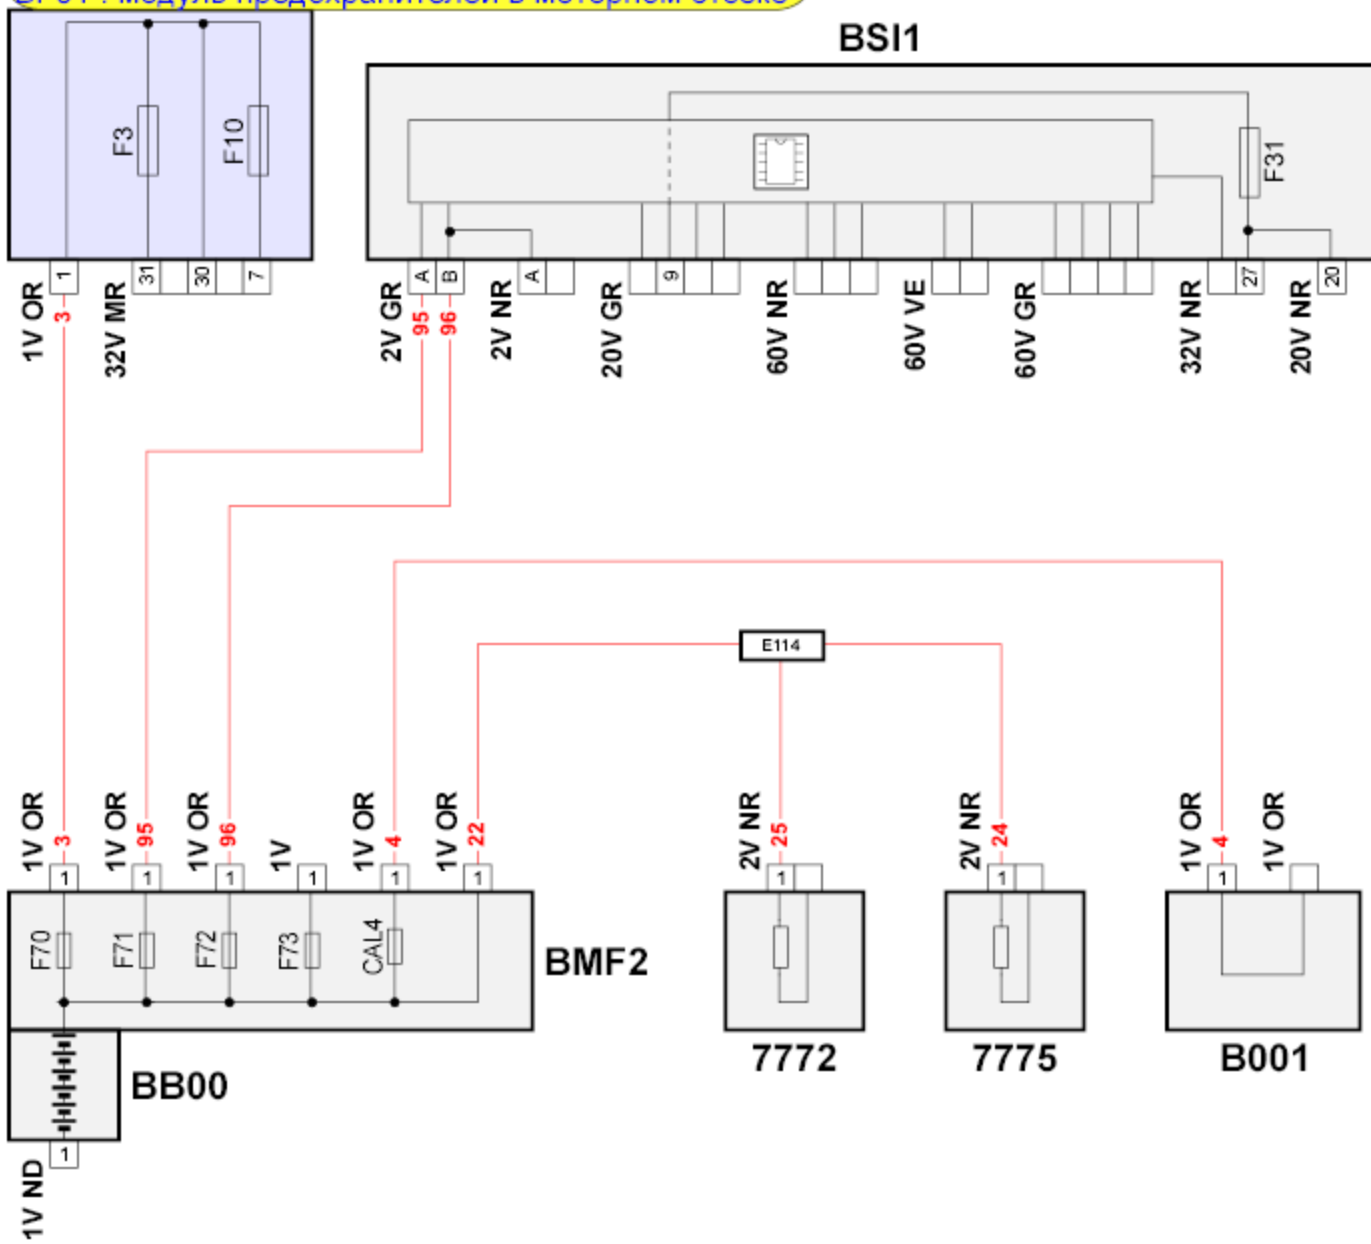 модуль предохранителей в моторном отсеке
BSI1
F3
F10
F31
1
31
30
7
A
B
A
9
27
20
1V OR
3
32V MR
2V GR
95
96
2V NR
20V GR
60V NR
60V VE
60V GR
32V NR
20V NR
E114
1V OR
3
1V OR
95
1V OR
96
1V
1V OR
4
1V OR
22
2V NR
25
2V NR
24
1V OR
4
1V OR
1
1
1
1
1
1
1
1
1
F70
F71
F72
F73
CAL4
BMF2
7772
7775
B001
BB00
1
1V ND